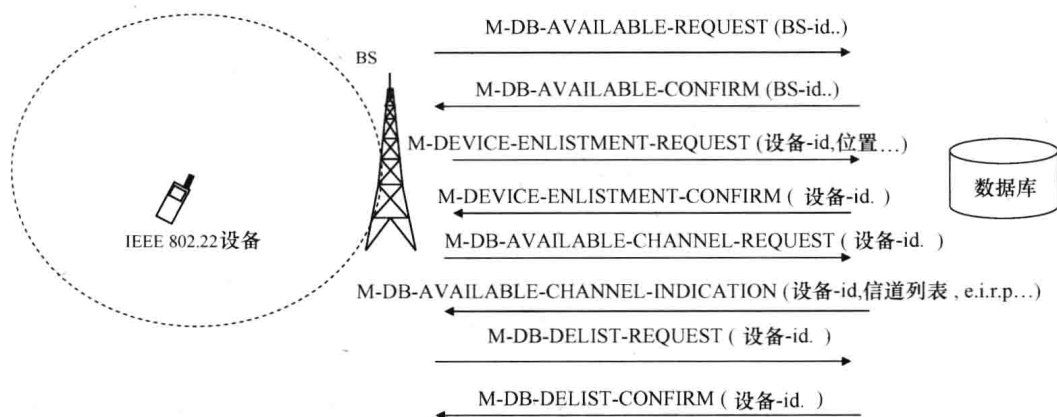 M-DB-AVAILABLE-REQUEST (BS-id..)
BS
M-DB-AVAILABLE-CONFIRM (BS-id..)
M-DEVICE-ENLISTMENT-REQUEST (设备-id,位置…)
数据库
M-DEVICE-ENLISTMENT-CONFIRM ( 设备-id. )
IEEE 802.22设备
M-DB-AVAILABLE-CHANNEL-REQUEST ( 设备-id. )
M-DB-AVAILABLE-CHANNEL-INDICATION (设备-id,信道列表 , e.i.r.p…)
M-DB-DELIST-REQUEST ( 设备-id. )
M-DB-DELIST-CONFIRM ( 设备-id. )